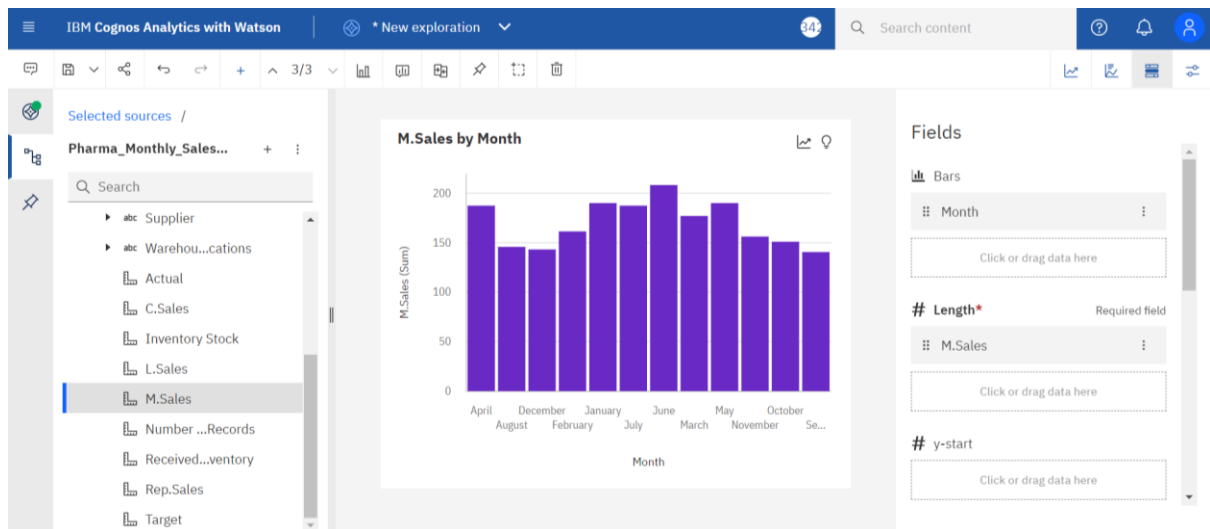 IBM Cognos Analytics with Watson
* New exploration
Search content
3/3
Selected sources /
Pharma_Monthly_Sales...
Search
abc Supplier
abc Warehou...cations
Actual
C.Sales
Inventory Stock
L.Sales
M.Sales
Number ...Records
Received...ventory
Rep.Sales
Target
M.Sales by Month
M.Sales (Sum)
200
150
100
50
0
April December January June May October
August February July March November Se...
Month
Fields
Bars
Month
Click or drag data here
# Length* Required field
M.Sales
Click or drag data here
# y-start
Click or drag data here